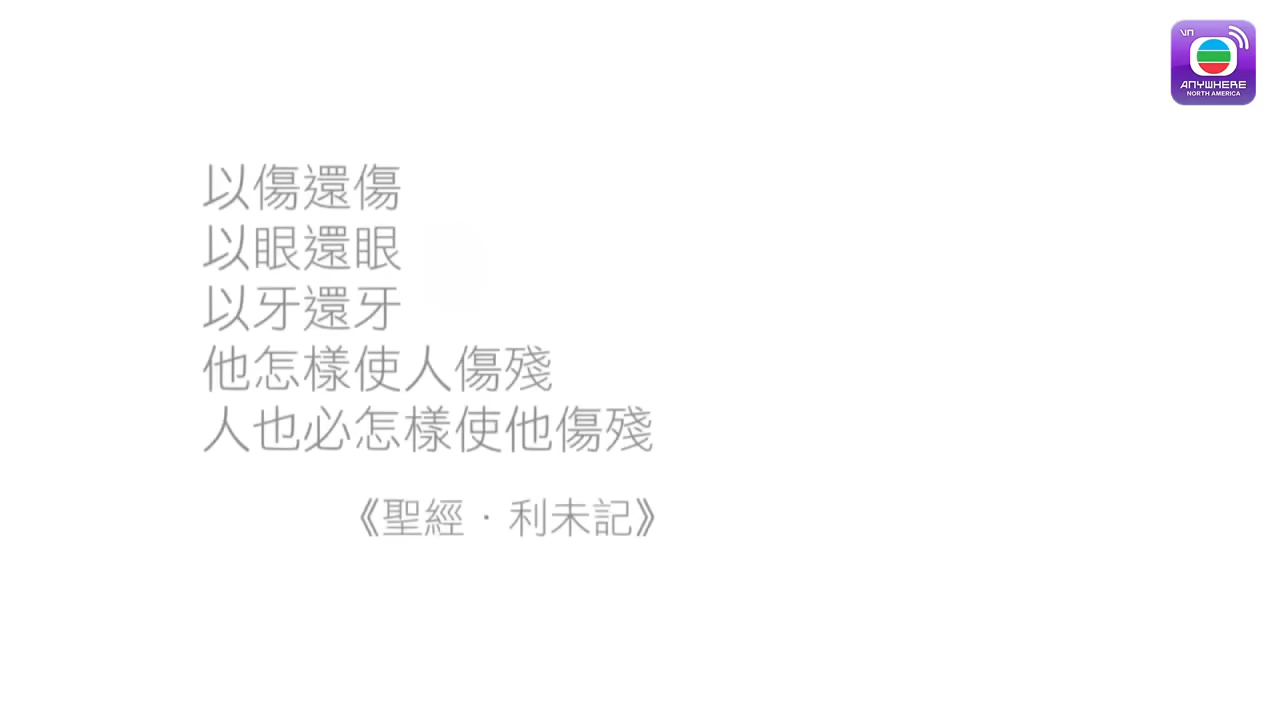 VN
ANYWHERE
NORTH AMERICA
以傷還傷
以眼還眼
以牙還牙
他怎樣使人傷殘
人也必怎樣使他傷殘
《聖經．利未記》